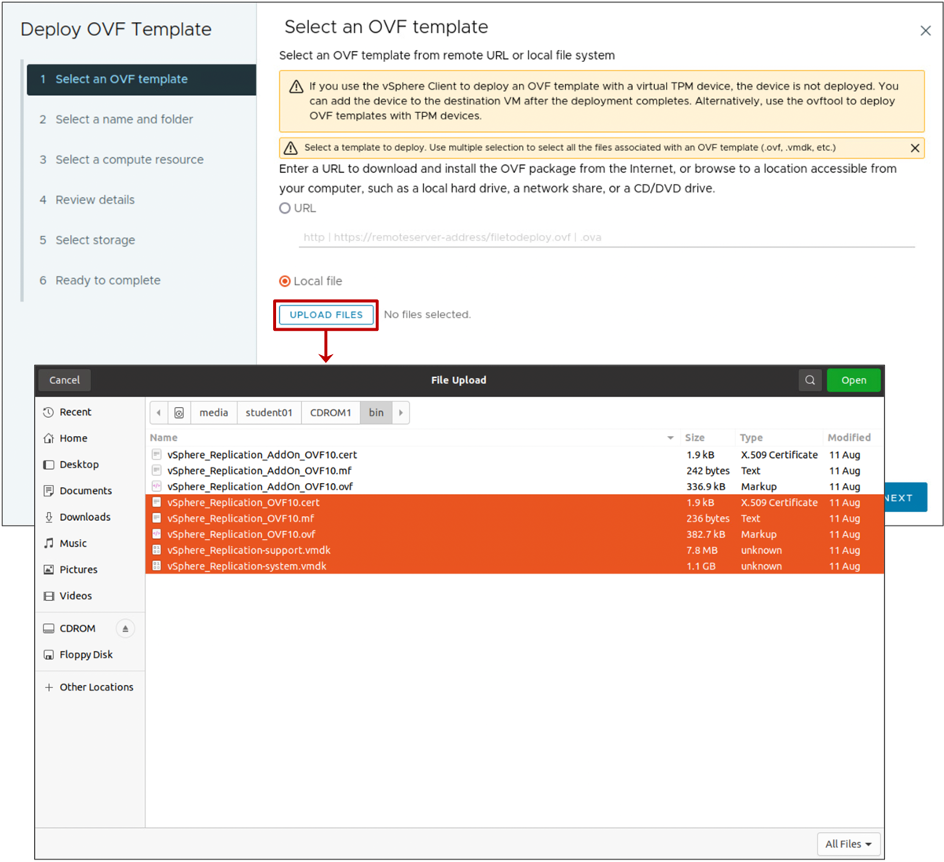 Deploy OVF Template
1 Select an OVF template
2 Select a name and folder
3 Select a compute resource
4 Review details
5 Select storage
6 Ready to complete
Select an OVF template
Select an OVF template from remote URL or local file system
If you use the vSphere Client to deploy an OVF template with a virtual TPM device, the device is not deployed. You
can add the device to the destination VM after the deployment completes. Alternatively, use the ovftool to deploy
OVF templates with TPM devices.
Select a template to deploy. Use multiple selection to select all the files associated with an OVF template (.ovf, .vmdk, etc.)
Enter a URL to download and install the OVF package from the Internet, or browse to a location accessible from
your computer, such as a local hard drive, a network share, or a CD/DVD drive.
URL
http | https://remoteserver-address/filetodeploy.ovf | .ova
Local file
UPLOAD FILES No files selected.
NEXT
Cancel File Upload Open
Recent
Home
Desktop
Documents
Downloads
Music
Pictures
Videos
CDROM
Floppy Disk
+ Other Locations
media student01 CDROM1 bin
Name Size Type Modified
vSphere_Replication_AddOn_OVF10.cert 1.9 kB X.509 Certificate 11 Aug
vSphere_Replication_AddOn_OVF10.mf 242 bytes Text 11 Aug
vSphere_Replication_AddOn_OVF10.ovf 336.9 kB Markup 11 Aug
vSphere_Replication_OVF10.cert 1.9 kB X.509 Certificate 11 Aug
vSphere_Replication_OVF10.mf 236 bytes Text 11 Aug
vSphere_Replication_OVF10.ovf 382.7 kB Markup 11 Aug
vSphere_Replication-support.vmdk 7.8 MB unknown 11 Aug
vSphere_Replication-system.vmdk 1.1 GB unknown 11 Aug
All Files